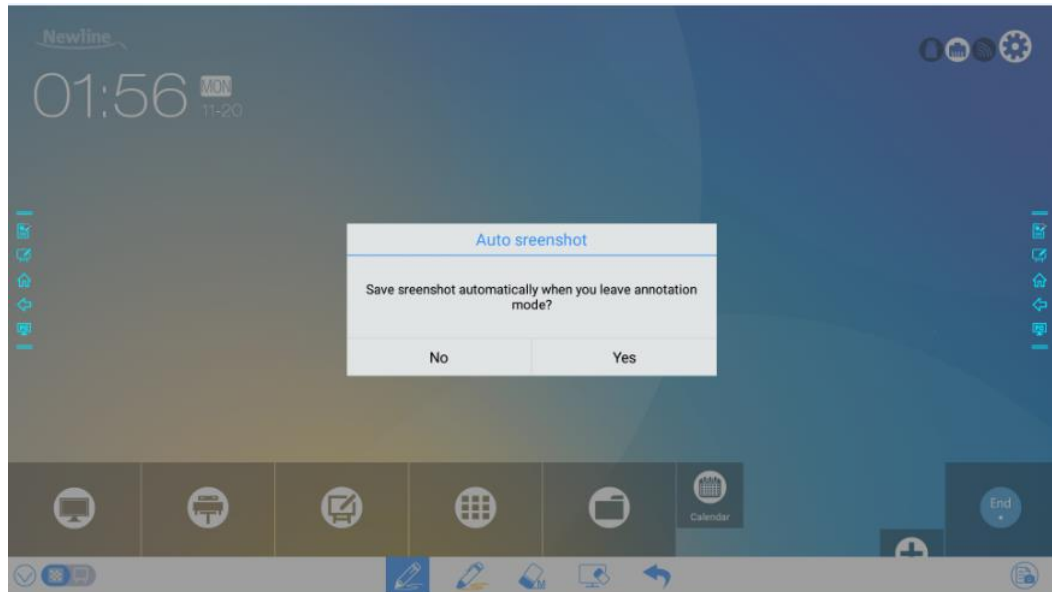 Newline
01:56 MON
11-20
Auto sreenshot
Save sreenshot automatically when you leave annotation
mode?
No Yes
Calendar
End
M